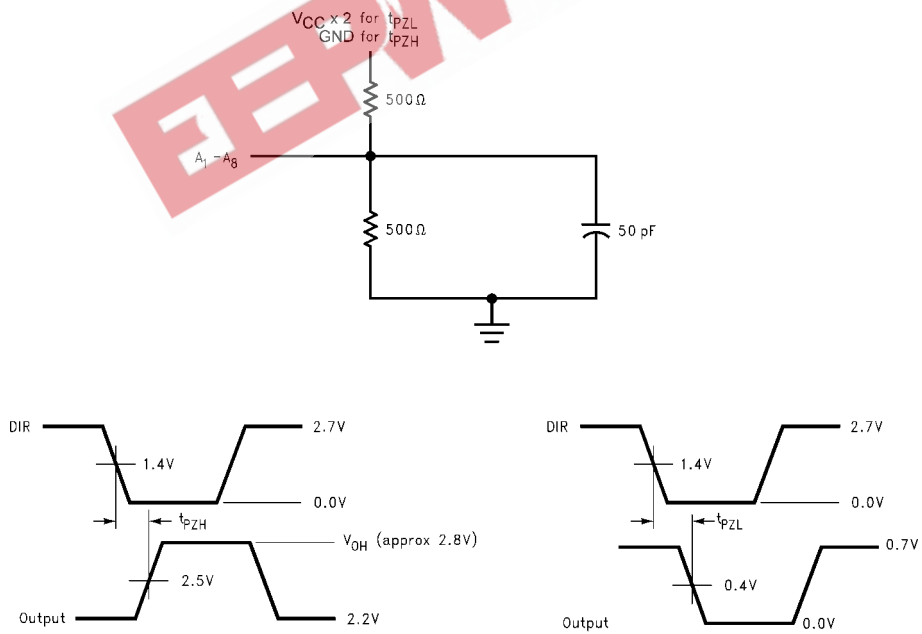 VCC x 2 for tPZL
GND for tPZH
500Ω
A1 -A8
500Ω
50 pF
DIR
2.7V
1.4V
0.0V
tPZH
VOH (approx 2.8V)
2.5V
Output
2.2V
DIR
2.7V
1.4V
0.0V
tPZL
0.7V
0.4V
Output
0.0V
EEPW